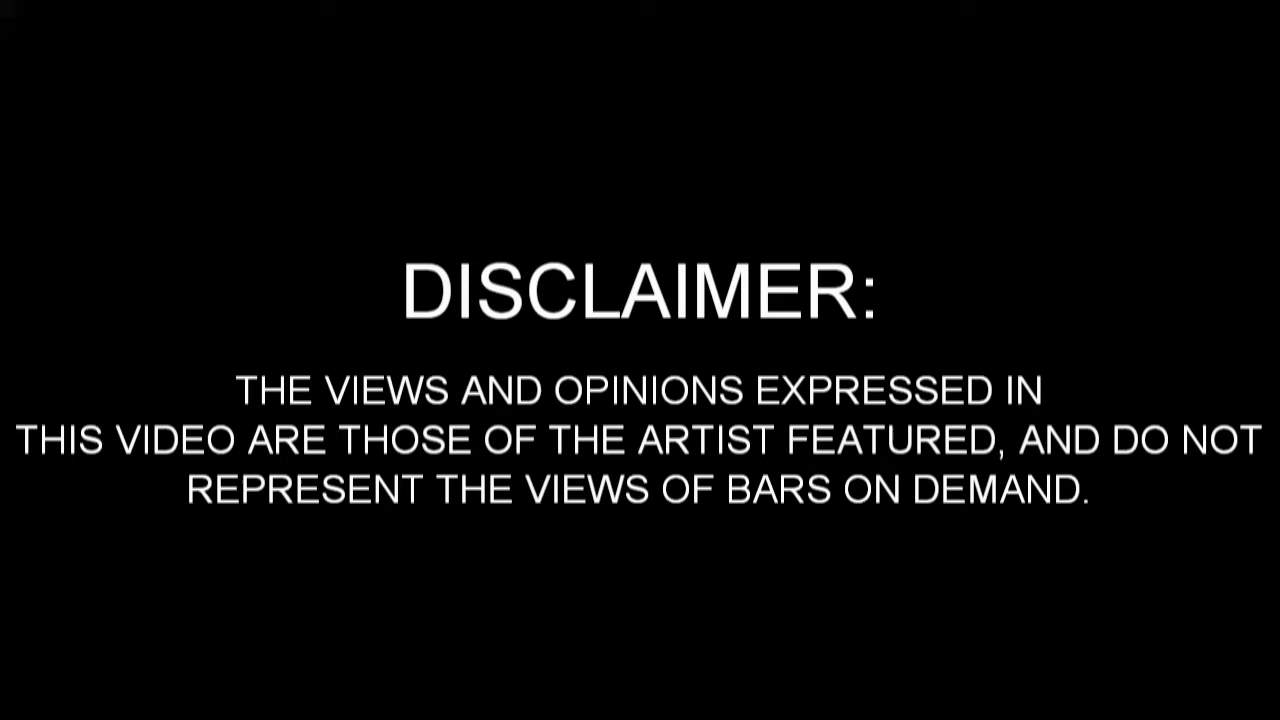 DISCLAIMER:
THE VIEWS AND OPINIONS EXPRESSED IN
THIS VIDEO ARE THOSE OF THE ARTIST FEATURED, AND DO NOT
REPRESENT THE VIEWS OF BARS ON DEMAND.